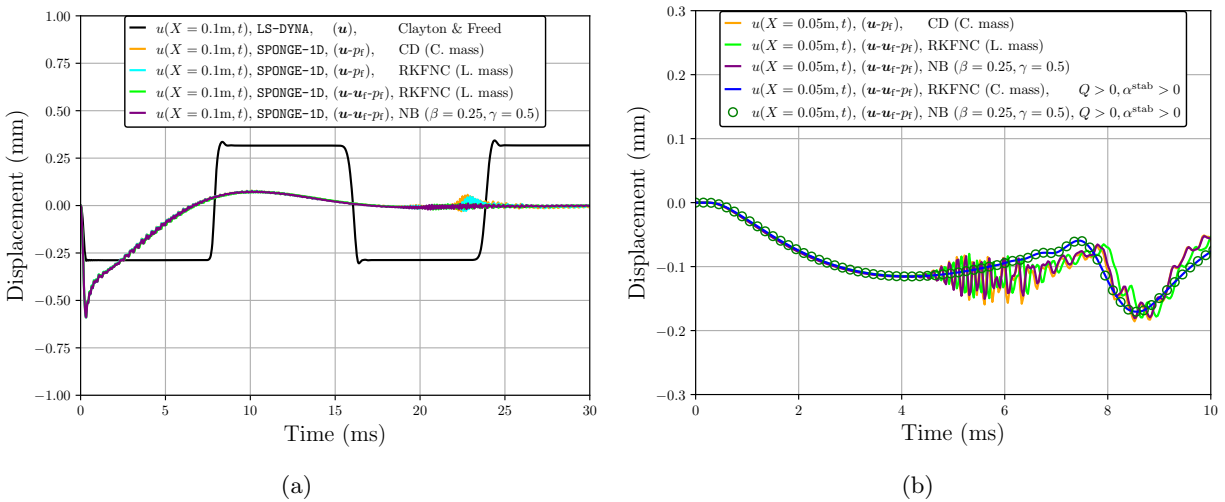 u(X = 0.1m, t), LS-DYNA, (u), Clayton & Freed
u(X = 0.1m, t), SPONGE-1D, (u-pf), CD (C. mass)
u(X = 0.1m, t), SPONGE-1D, (u-pf), RKFNC (L. mass)
u(X = 0.1m, t), SPONGE-1D, (u-uf-pf), RKFNC (L. mass)
u(X = 0.1m, t), SPONGE-1D, (u-uf-pf), NB (β = 0.25, γ = 0.5)
1.00
0.75
0.50
0.25
0.00
−0.25
−0.50
−0.75
−1.00
Displacement (mm)
0 5 10 15 20 25 30
Time (ms)
(a)
u(X = 0.05m, t), (u-pf), CD (C. mass)
u(X = 0.05m, t), (u-uf-pf), RKFNC (L. mass)
u(X = 0.05m, t), (u-uf-pf), NB (β = 0.25, γ = 0.5)
u(X = 0.05m, t), (u-uf-pf), RKFNC (C. mass), Q > 0, α^stab > 0
u(X = 0.05m, t), (u-uf-pf), NB (β = 0.25, γ = 0.5), Q > 0, α^stab > 0
0.3
0.2
0.1
0.0
−0.1
−0.2
−0.3
Displacement (mm)
0 2 4 6 8 10
Time (ms)
(b)